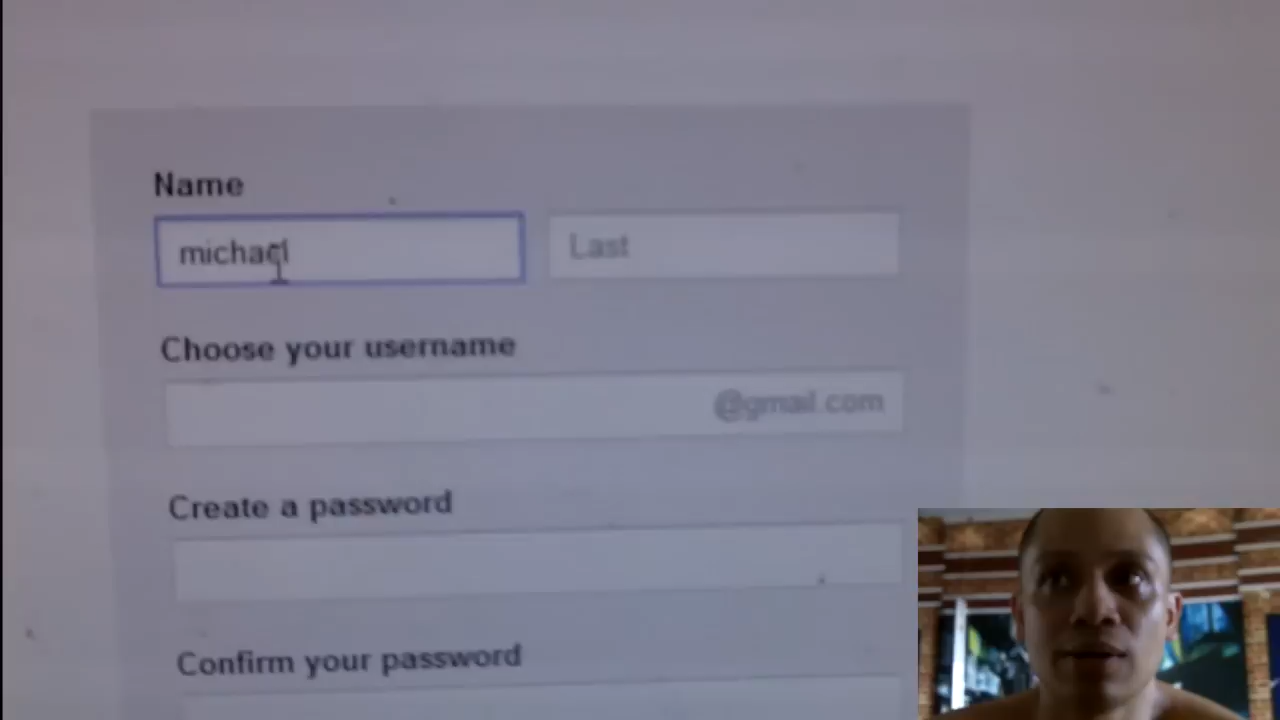 Name
michael
Last
Choose your username
@gmail.com
Create a password
Confirm your password